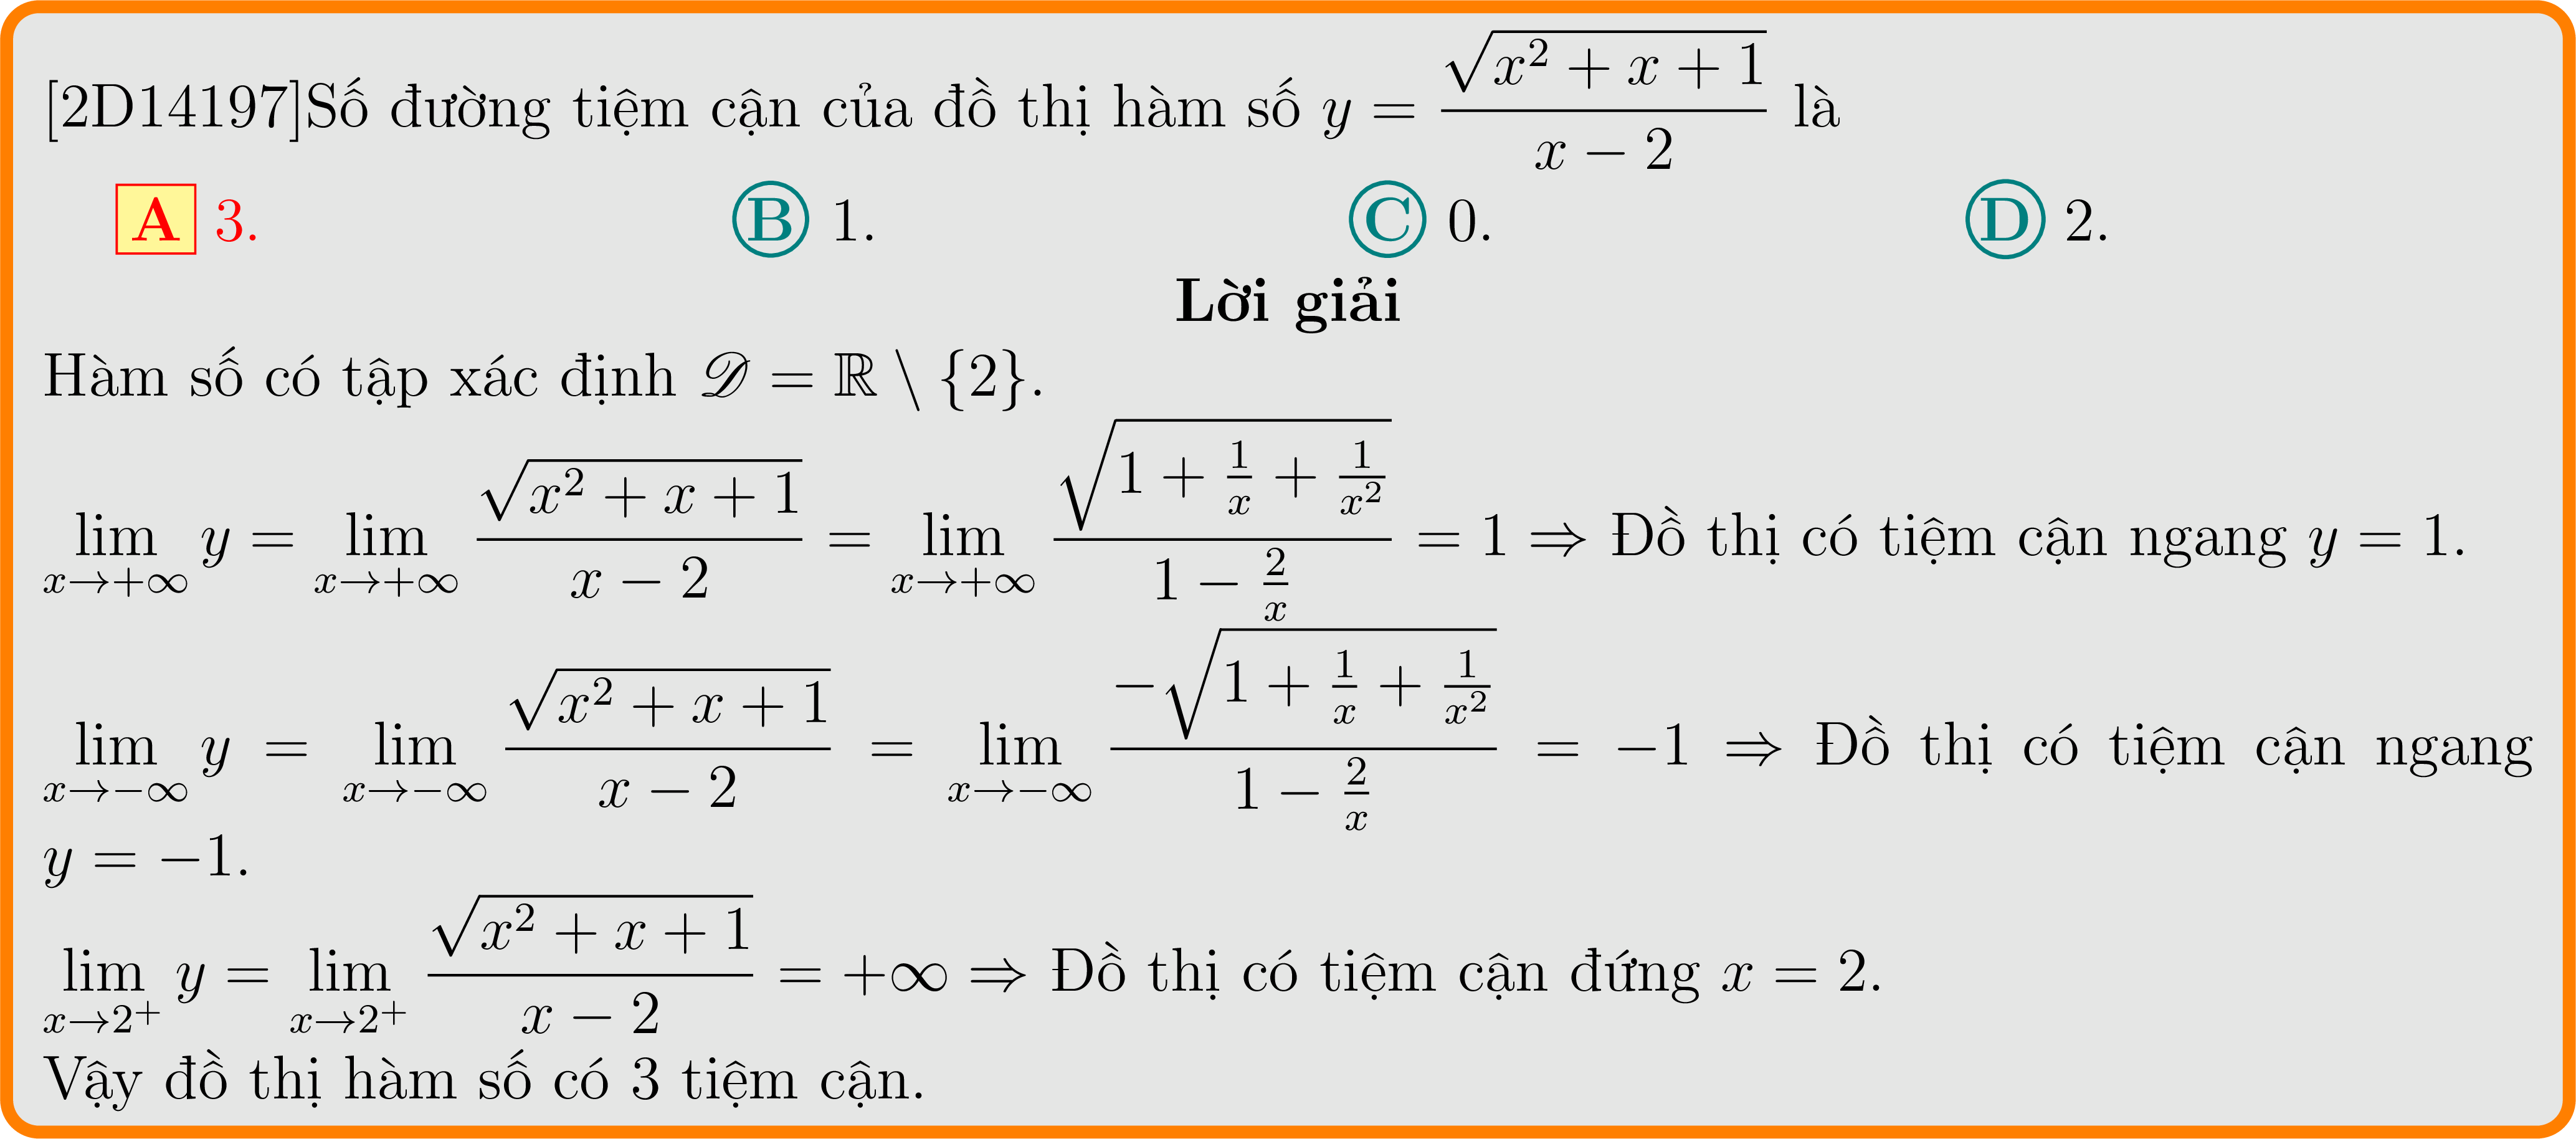 [2D14197]Số đường tiệm cận của đồ thị hàm số $y = \dfrac{\sqrt{x^2+x+1}}{x-2}$ là
A 3. B 1. C 0. D 2.
Lời giải
Hàm số có tập xác định $\mathscr{D} = \mathbb{R} \setminus \{2\}$.
$\lim\limits_{x\to+\infty} y = \lim\limits_{x\to+\infty} \dfrac{\sqrt{x^2+x+1}}{x-2} = \lim\limits_{x\to+\infty} \dfrac{\sqrt{1+\frac{1}{x}+\frac{1}{x^2}}}{1-\frac{2}{x}} = 1 \Rightarrow$ Đồ thị có tiệm cận ngang $y = 1$.
$\lim\limits_{x\to-\infty} y = \lim\limits_{x\to-\infty} \dfrac{\sqrt{x^2+x+1}}{x-2} = \lim\limits_{x\to-\infty} \dfrac{-\sqrt{1+\frac{1}{x}+\frac{1}{x^2}}}{1-\frac{2}{x}} = -1 \Rightarrow$ Đồ thị có tiệm cận ngang
$y = -1$.
$\lim\limits_{x\to2^+} y = \lim\limits_{x\to2^+} \dfrac{\sqrt{x^2+x+1}}{x-2} = +\infty \Rightarrow$ Đồ thị có tiệm cận đứng $x = 2$.
Vậy đồ thị hàm số có 3 tiệm cận.